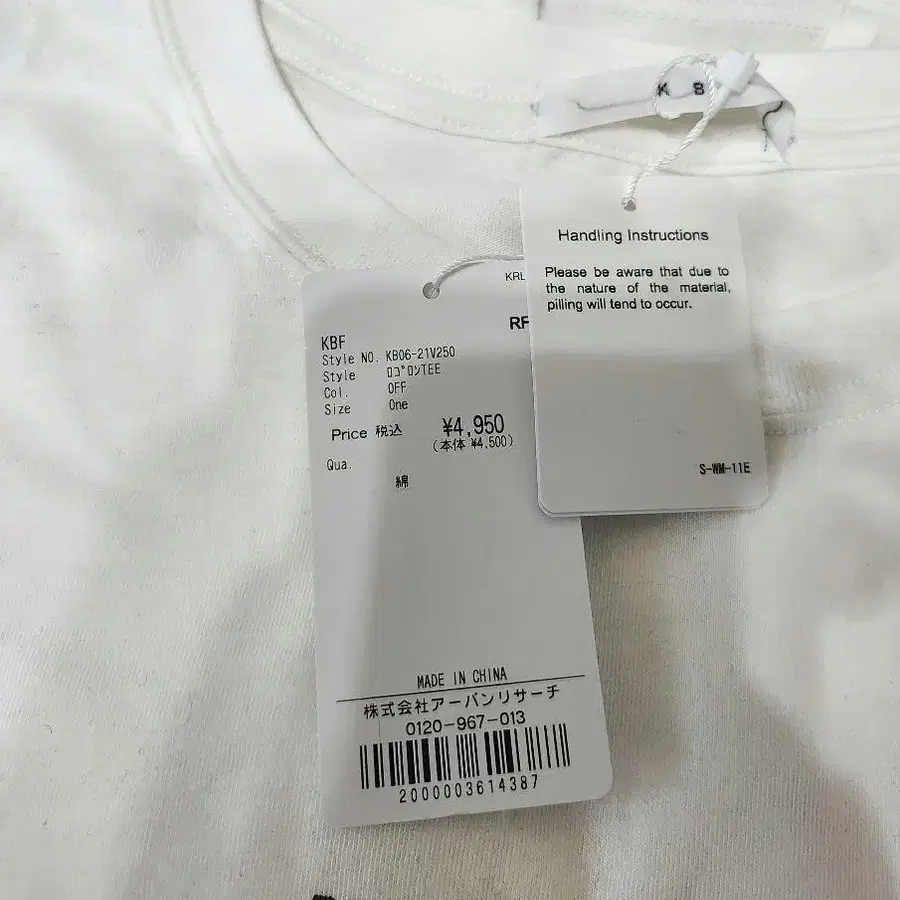 K B
Handling Instructions
Please be aware that due to
the nature of the material,
pilling will tend to occur.
S-WM-11E
KRL
RF
KBF
Style NO. KB06-21V250
Style ロゴロンTEE
Col. OFF
Size One
Price 税込 ¥4,950
(本体 ¥4,500)
Qua.
綿
MADE IN CHINA
株式会社アーバンリサーチ
0120-967-013
2000003614387